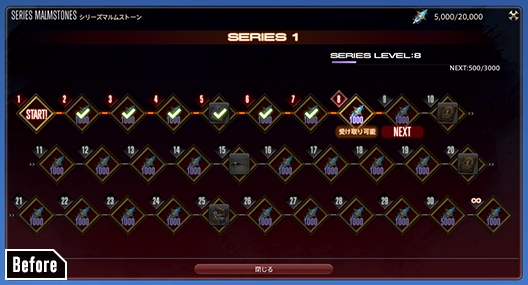 SERIES MALMSTONES シリーズマルムストーン
5,000/20,000
SERIES 1
SERIES LEVEL:8
NEXT:500/3000
1 2 3 4 5 6 7 8 9 10
START! 1000 1000
受け取り可能 NEXT
11 12 13 14 15 16 17 18 19 20
1000 1000 1000 1000 1000 1000 1000 1000
21 22 23 24 25 26 27 28 29 30 ∞
1000 1000 1000 1000 1000 1000 1000 1000 1000 1000
閉じる
Before